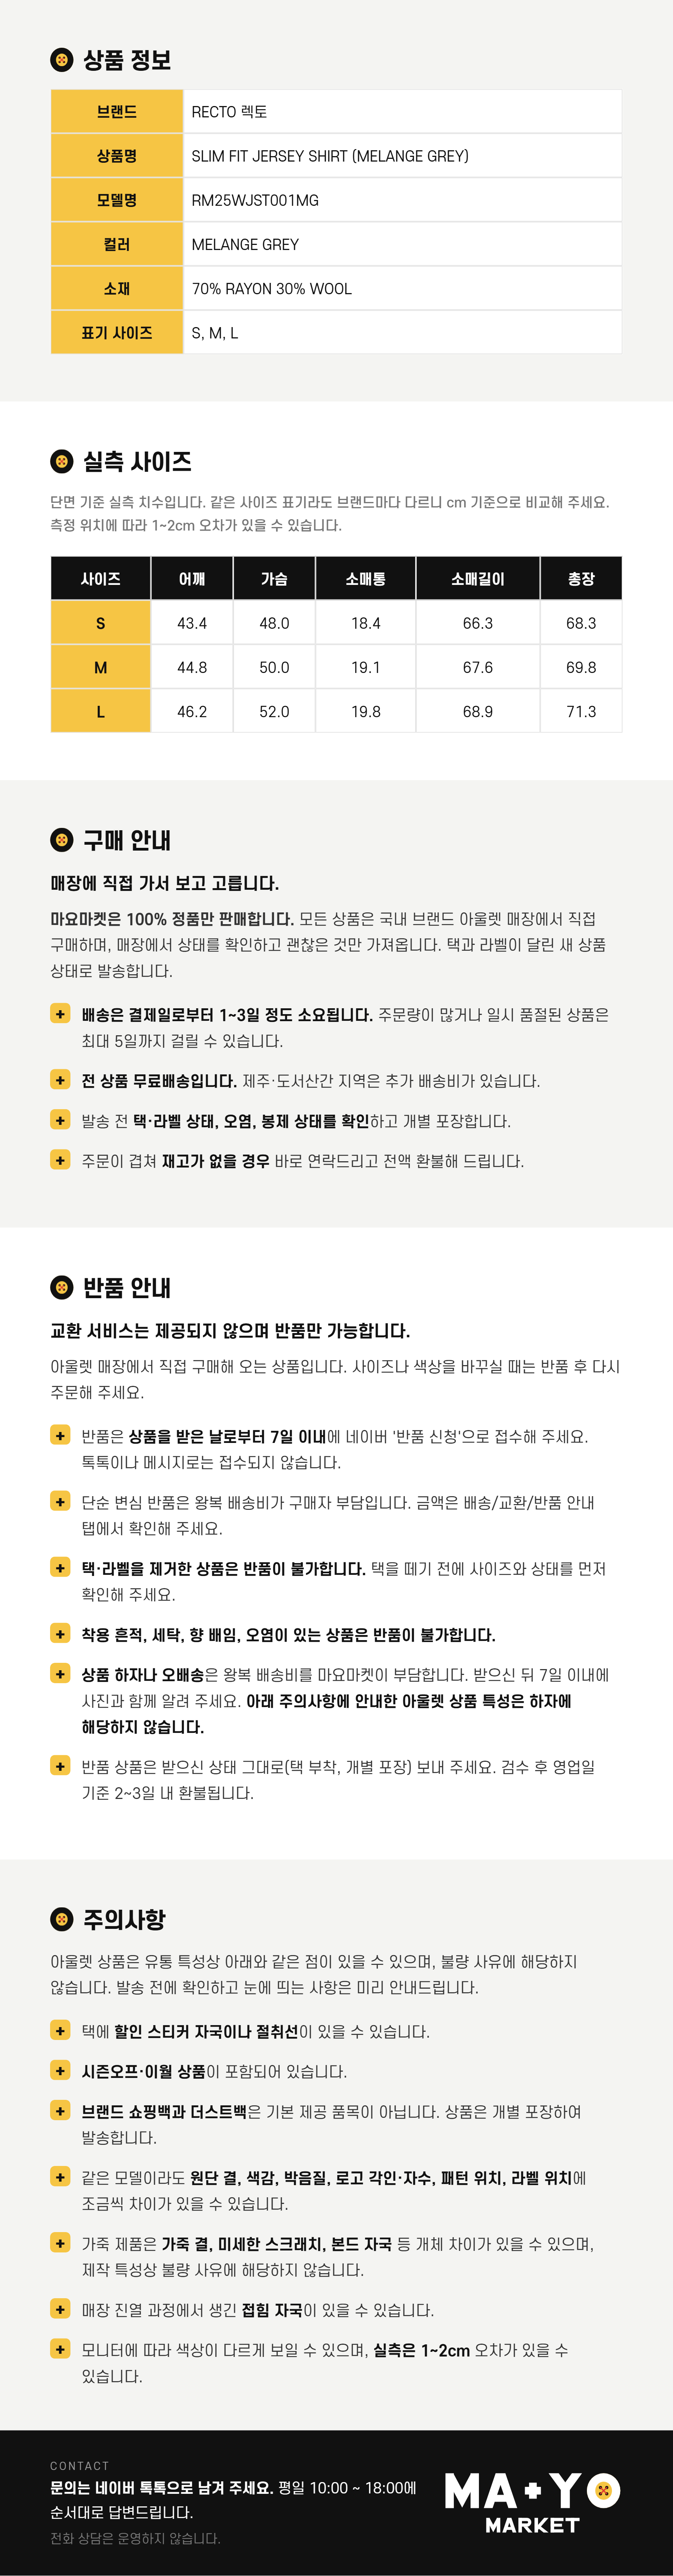 상품 정보
브랜드 RECTO 렉토
상품명 SLIM FIT JERSEY SHIRT (MELANGE GREY)
모델명 RM25WJST001MG
컬러 MELANGE GREY
소재 70% RAYON 30% WOOL
표기 사이즈 S, M, L
실측 사이즈
단면 기준 실측 치수입니다. 같은 사이즈 표기라도 브랜드마다 다르니 cm 기준으로 비교해 주세요.
측정 위치에 따라 1~2cm 오차가 있을 수 있습니다.
사이즈 어깨 가슴 소매통 소매길이 총장
S 43.4 48.0 18.4 66.3 68.3
M 44.8 50.0 19.1 67.6 69.8
L 46.2 52.0 19.8 68.9 71.3
구매 안내
매장에 직접 가서 보고 고릅니다.
마요마켓은 100% 정품만 판매합니다. 모든 상품은 국내 브랜드 아울렛 매장에서 직접
구매하며, 매장에서 상태를 확인하고 괜찮은 것만 가져옵니다. 택과 라벨이 달린 새 상품
상태로 발송합니다.
+ 배송은 결제일로부터 1~3일 정도 소요됩니다. 주문량이 많거나 일시 품절된 상품은
최대 5일까지 걸릴 수 있습니다.
+ 전 상품 무료배송입니다. 제주·도서산간 지역은 추가 배송비가 있습니다.
+ 발송 전 택·라벨 상태, 오염, 봉제 상태를 확인하고 개별 포장합니다.
+ 주문이 겹쳐 재고가 없을 경우 바로 연락드리고 전액 환불해 드립니다.
반품 안내
교환 서비스는 제공되지 않으며 반품만 가능합니다.
아울렛 매장에서 직접 구매해 오는 상품입니다. 사이즈나 색상을 바꾸실 때는 반품 후 다시
주문해 주세요.
+ 반품은 상품을 받은 날로부터 7일 이내에 네이버 '반품 신청'으로 접수해 주세요.
톡톡이나 메시지로는 접수되지 않습니다.
+ 단순 변심 반품은 왕복 배송비가 구매자 부담입니다. 금액은 배송/교환/반품 안내
탭에서 확인해 주세요.
+ 택·라벨을 제거한 상품은 반품이 불가합니다. 택을 떼기 전에 사이즈와 상태를 먼저
확인해 주세요.
+ 착용 흔적, 세탁, 향 배임, 오염이 있는 상품은 반품이 불가합니다.
+ 상품 하자나 오배송은 왕복 배송비를 마요마켓이 부담합니다. 받으신 뒤 7일 이내에
사진과 함께 알려 주세요. 아래 주의사항에 안내한 아울렛 상품 특성은 하자에
해당하지 않습니다.
+ 반품 상품은 받으신 상태 그대로(택 부착, 개별 포장) 보내 주세요. 검수 후 영업일
기준 2~3일 내 환불됩니다.
주의사항
아울렛 상품은 유통 특성상 아래와 같은 점이 있을 수 있으며, 불량 사유에 해당하지
않습니다. 발송 전에 확인하고 눈에 띄는 사항은 미리 안내드립니다.
+ 택에 할인 스티커 자국이나 절취선이 있을 수 있습니다.
+ 시즌오프·이월 상품이 포함되어 있습니다.
+ 브랜드 쇼핑백과 더스트백은 기본 제공 품목이 아닙니다. 상품은 개별 포장하여
발송합니다.
+ 같은 모델이라도 원단 결, 색감, 박음질, 로고 각인·자수, 패턴 위치, 라벨 위치에
조금씩 차이가 있을 수 있습니다.
+ 가죽 제품은 가죽 결, 미세한 스크래치, 본드 자국 등 개체 차이가 있을 수 있으며,
제작 특성상 불량 사유에 해당하지 않습니다.
+ 매장 진열 과정에서 생긴 접힘 자국이 있을 수 있습니다.
+ 모니터에 따라 색상이 다르게 보일 수 있으며, 실측은 1~2cm 오차가 있을 수
있습니다.
CONTACT
문의는 네이버 톡톡으로 남겨 주세요. 평일 10:00 ~ 18:00에
순서대로 답변드립니다.
전화 상담은 운영하지 않습니다.
MA+YO
MARKET